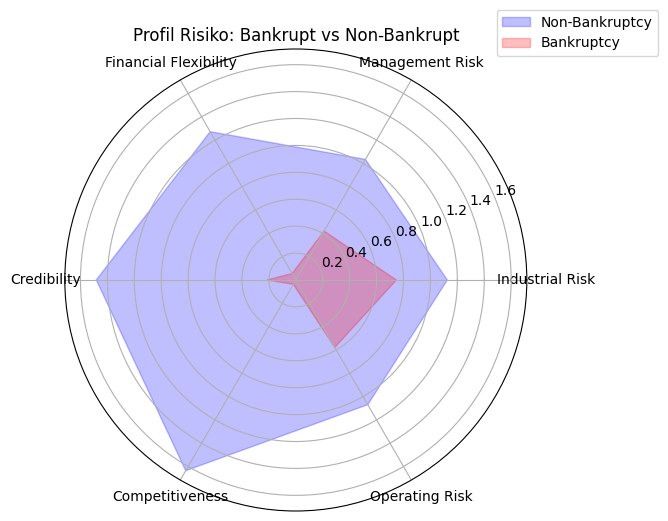 Profil Risiko: Bankrupt vs Non-Bankrupt
Non-Bankruptcy
Bankruptcy
Financial Flexibility
Management Risk
Credibility
Industrial Risk
Competitiveness
Operating Risk
0.2
0.4
0.6
0.8
1.0
1.2
1.4
1.6